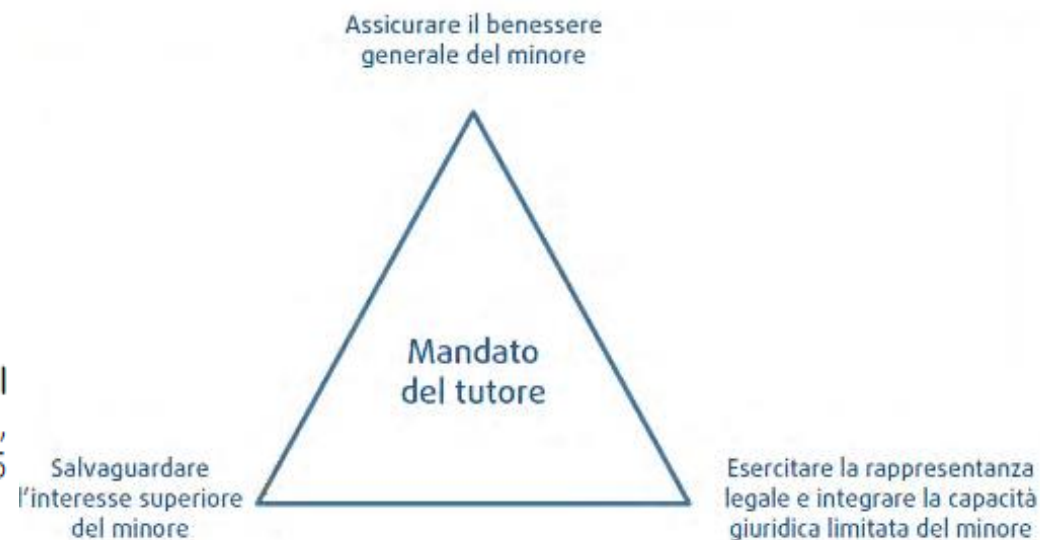 Assicurare il benessere
generale del minore
Mandato
del tutore
Salvaguardare
l'interesse superiore
del minore
Esercitare la rappresentanza
legale e integrare la capacità
giuridica limitata del minore